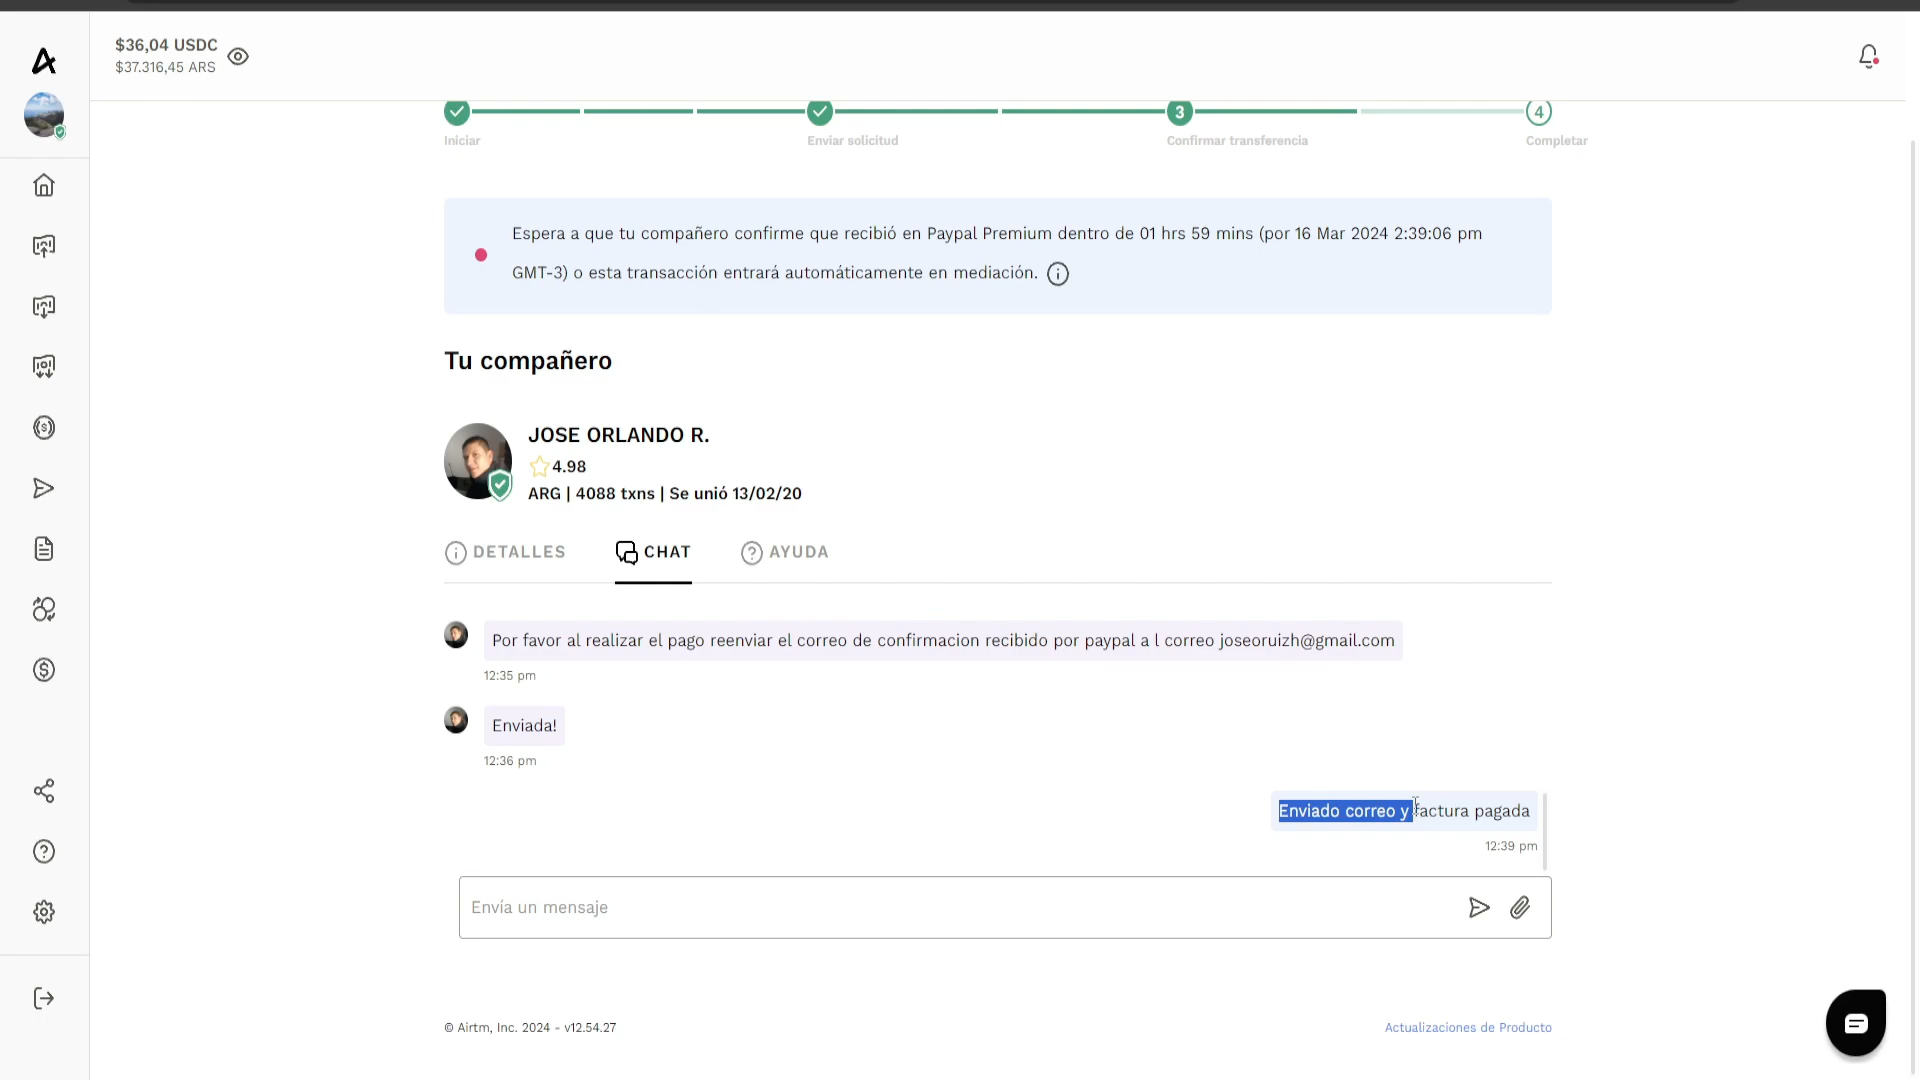 $36,04 USDC
$37.316,45 ARS
3
4
Iniciar
Enviar solicitud
Confirmar transferencia
Completar
Espera a que tu compañero confirme que recibió en Paypal Premium dentro de 01 hrs 59 mins (por 16 Mar 2024 2:39:06 pm
GMT-3) o esta transacción entrará automáticamente en mediación.
Tu compañero
JOSE ORLANDO R.
4.98
ARG | 4088 txns | Se unió 13/02/20
DETALLES
CHAT
AYUDA
Por favor al realizar el pago reenviar el correo de confirmacion recibido por paypal a l correo joseoruizh@gmail.com
12:35 pm
Enviada!
12:36 pm
Enviado correo y factura pagada
12:39 pm
Envía un mensaje
© Airtm, Inc. 2024 - v12.54.27
Actualizaciones de Producto